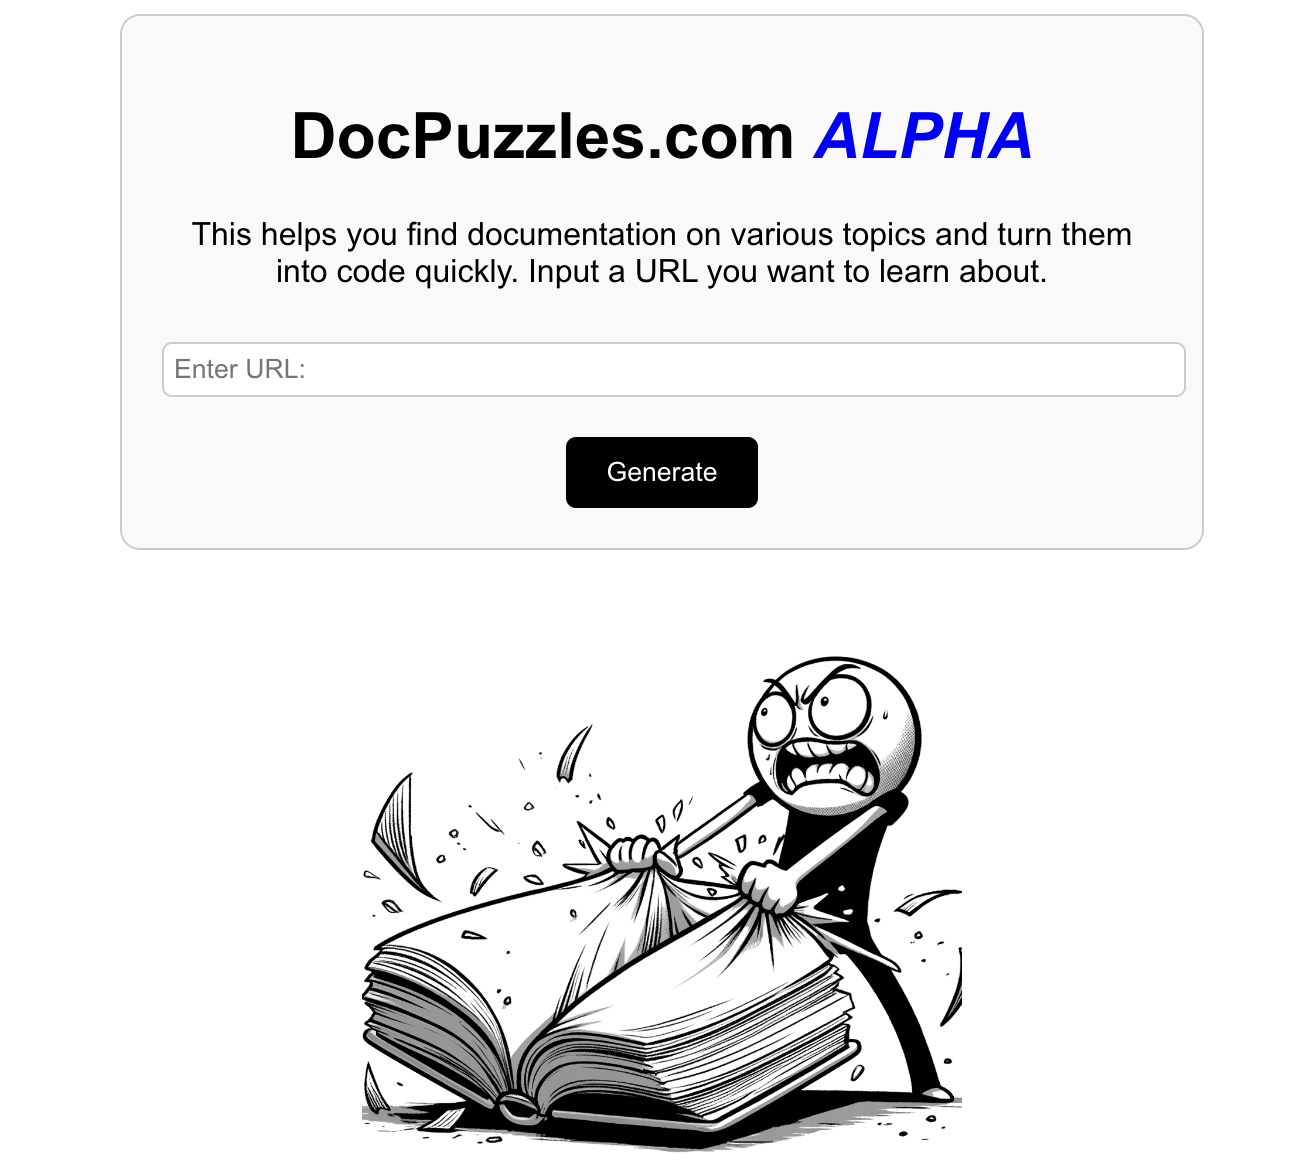 DocPuzzles.com ALPHA
This helps you find documentation on various topics and turn them
into code quickly. Input a URL you want to learn about.
Enter URL:
Generate